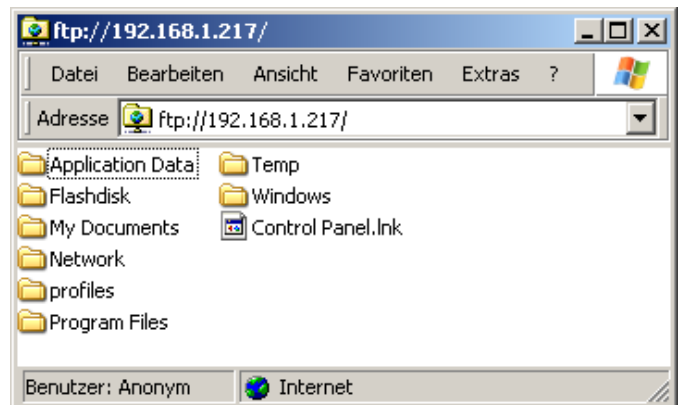 ftp://192.168.1.217/
Datei Bearbeiten Ansicht Favoriten Extras ?
Adresse ftp://192.168.1.217/
Application Data Temp
Flashdisk Windows
My Documents Control Panel.lnk
Network
profiles
Program Files
Benutzer: Anonym Internet